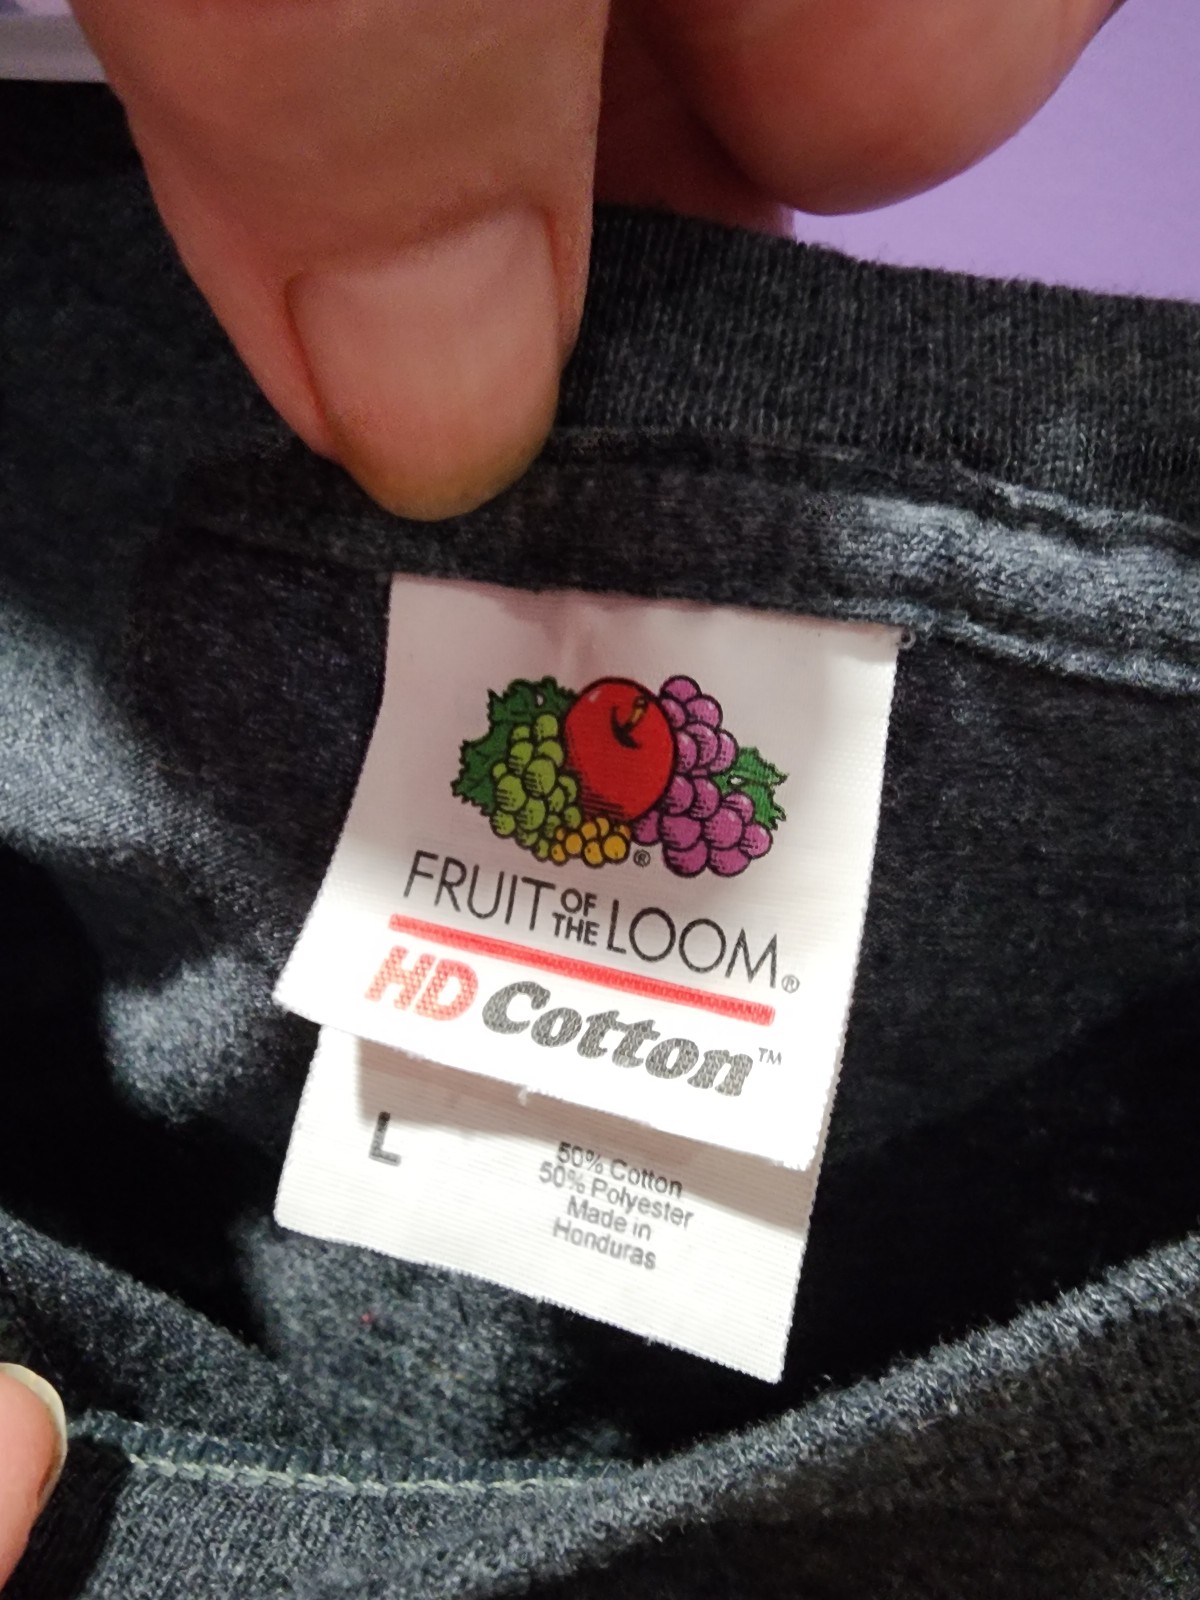 ®
FRUIT OF THE LOOM®
HD Cotton™
L
50% Cotton
50% Polyester
Made in
Honduras